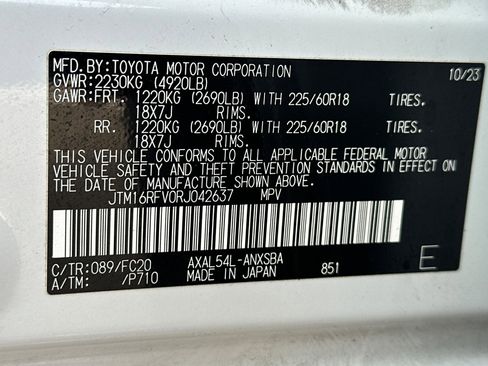 MFD.BY:TOYOTA MOTOR CORPORATION 10/23
GVWR:2230KG (4920LB)
GAWR:FRT. 1220KG (2690LB) WITH 225/60R18 TIRES.
18X7J RIMS.
RR. 1220KG (2690LB) WITH 225/60R18 TIRES.
18X7J RIMS.
THIS VEHICLE CONFORMS TO ALL APPLICABLE FEDERAL MOTOR
VEHICLE SAFETY AND THEFT PREVENTION STANDARDS IN EFFECT
ON THE DATE OF MANUFACTURE SHOWN ABOVE.
JTM16RFV0RJ042637 MPV
C/TR:089/FC20 AXAL54L-ANXSBA
A/TM: /P710 MADE IN JAPAN 851 E